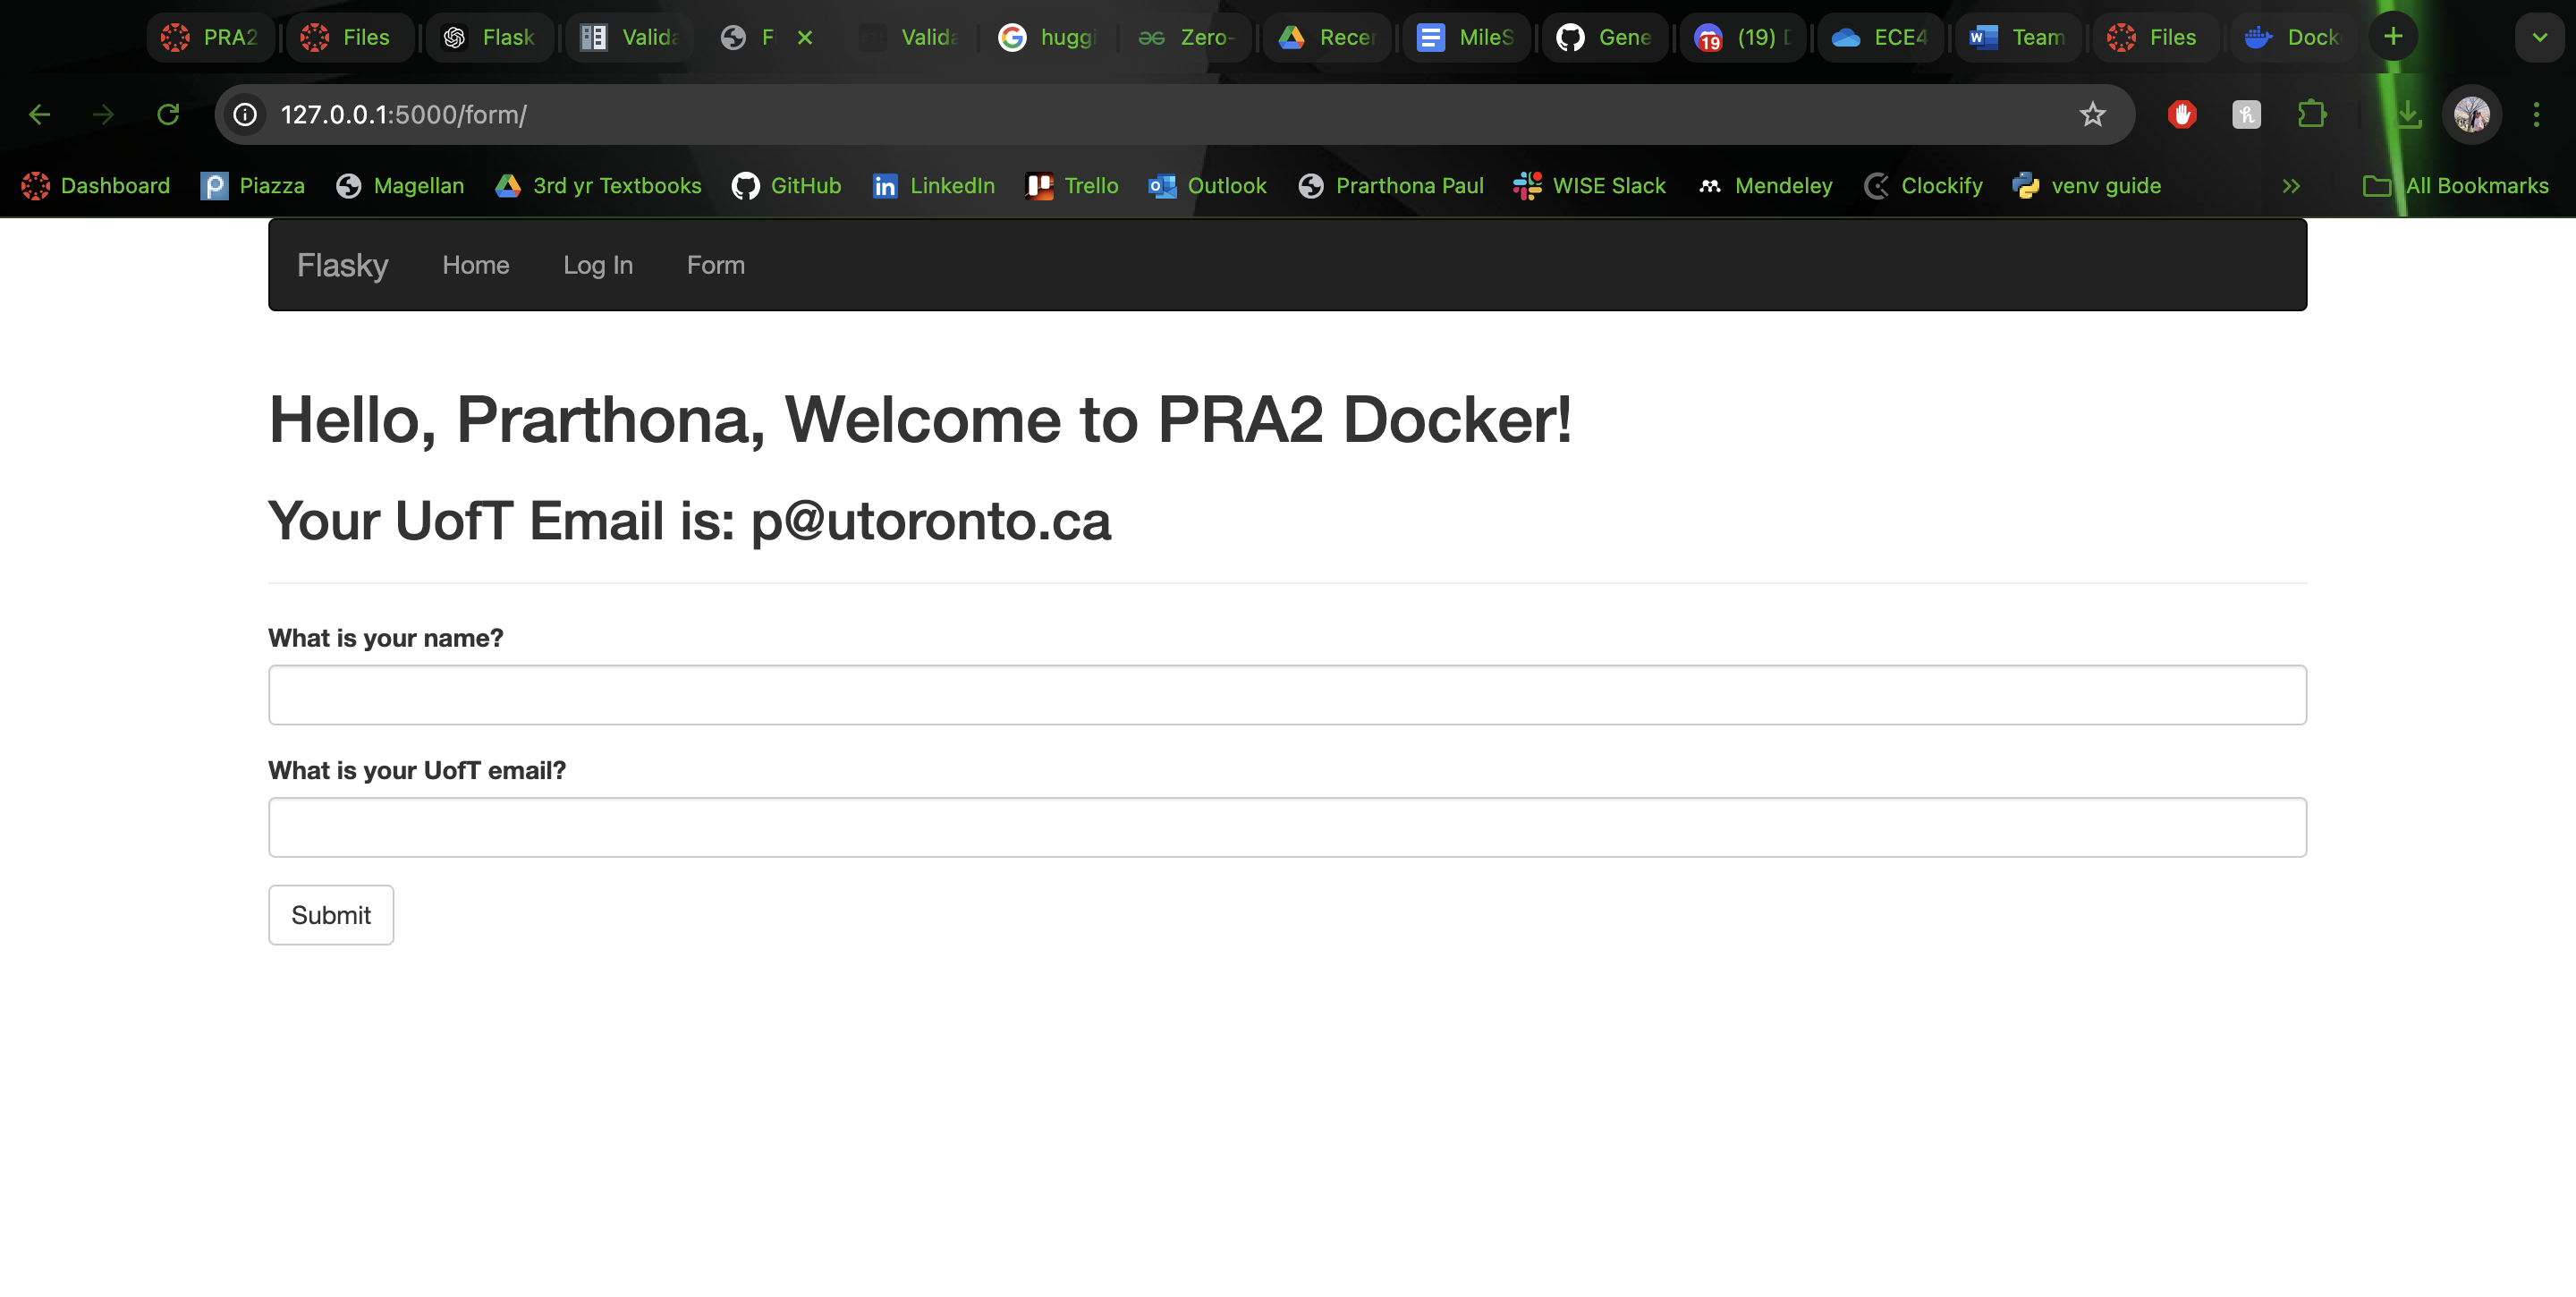 PRA2 Files Flask Valida F Valida huggi Zero- Recen MileS Gene (19) ECE4 Team Files Dock
127.0.0.1:5000/form/
Dashboard Piazza Magellan 3rd yr Textbooks GitHub LinkedIn Trello Outlook Prarthona Paul WISE Slack Mendeley Clockify venv guide All Bookmarks
Flasky Home Log In Form
Hello, Prarthona, Welcome to PRA2 Docker!
Your UofT Email is: p@utoronto.ca
What is your name?
What is your UofT email?
Submit